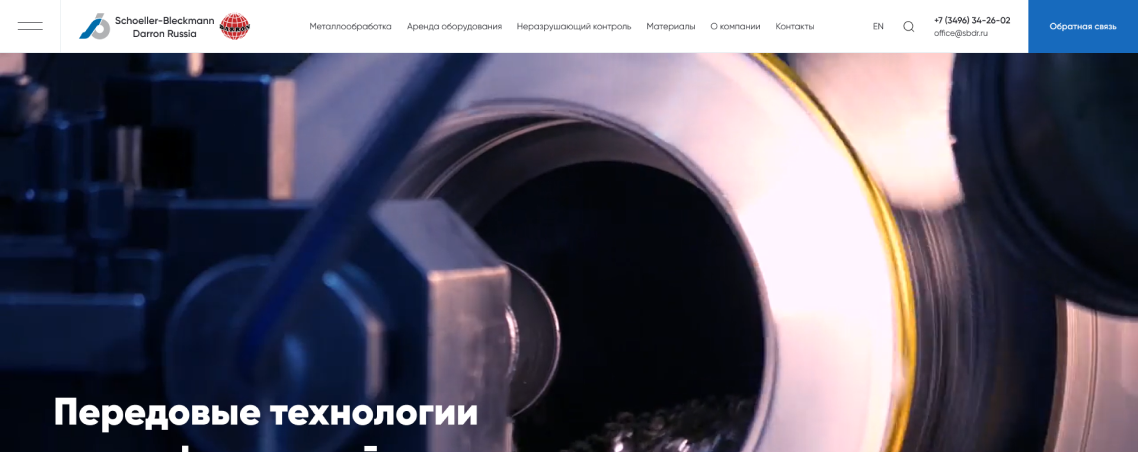 Schoeller-Bleckmann
Darron Russia
Металлообработка
Аренда оборудования
Неразрушающий контроль
Материалы
О компании
Контакты
EN
+7 (3496) 34-26-02
office@sbdr.ru
Обратная связь
Передовые технологии